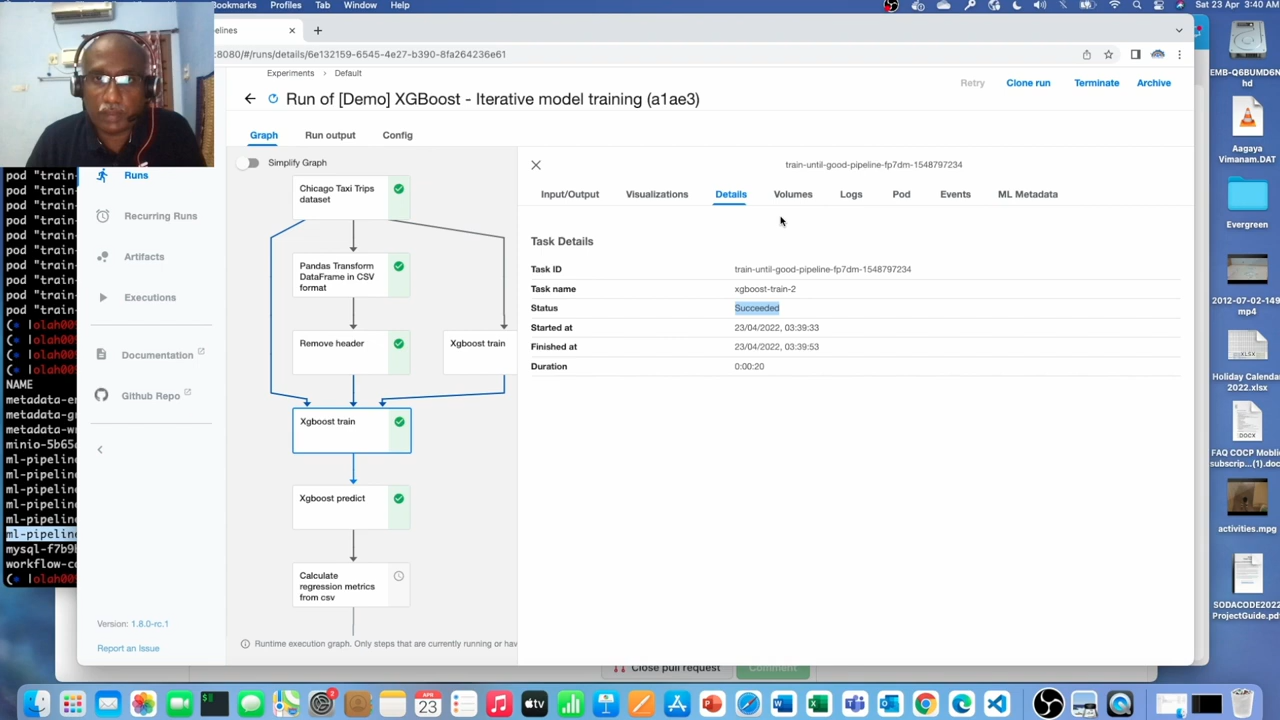 ookmarks Profiles Tab Window Help
Sat 23 Apr 3:40 AM
pelines
:8080/#/runs/details/6e132159-6545-4e27-b390-8fa264236e61
Experiments > Default
Run of [Demo] XGBoost - Iterative model training (a1ae3)
Retry Clone run Terminate Archive
Graph Run output Config
Simplify Graph
Runs
Recurring Runs
Artifacts
Executions
Documentation
Github Repo
Version: 1.8.0-rc.1
Report an Issue
Chicago Taxi Trips
dataset
Pandas Transform
DataFrame in CSV
format
Remove header
Xgboost train
Xgboost train
Xgboost predict
Calculate
regression metrics
from csv
Runtime execution graph. Only steps that are currently running or hav
train-until-good-pipeline-fp7dm-1548797234
Input/Output Visualizations Details Volumes Logs Pod Events ML Metadata
Task Details
Task ID train-until-good-pipeline-fp7dm-1548797234
Task name xgboost-train-2
Status Succeeded
Started at 23/04/2022, 03:39:33
Finished at 23/04/2022, 03:39:53
Duration 0:00:20
pod "train-
pod "train-
pod "train-
pod "train-
pod "train-
pod "train-
pod "train-
pod "train-
pod "train-
pod "train-
NAME
metadata-en
metadata-gr
metadata-wr
ml-pipeline
ml-pipeline
ml-pipeline
ml-pipeline
ml-pipeline
ml-pipeline
workflow-co
Close pull request
Comment
hd
Aagaya
Vimanam.DAT
Evergreen
2012-07-02-149
mp4
Holiday Calendar
2022.xlsx
FAQ COCP Moblie
subscrip...(1).doc
activities.mpg
SODACODE2022
ProjectGuide.pdf
APR
23
2